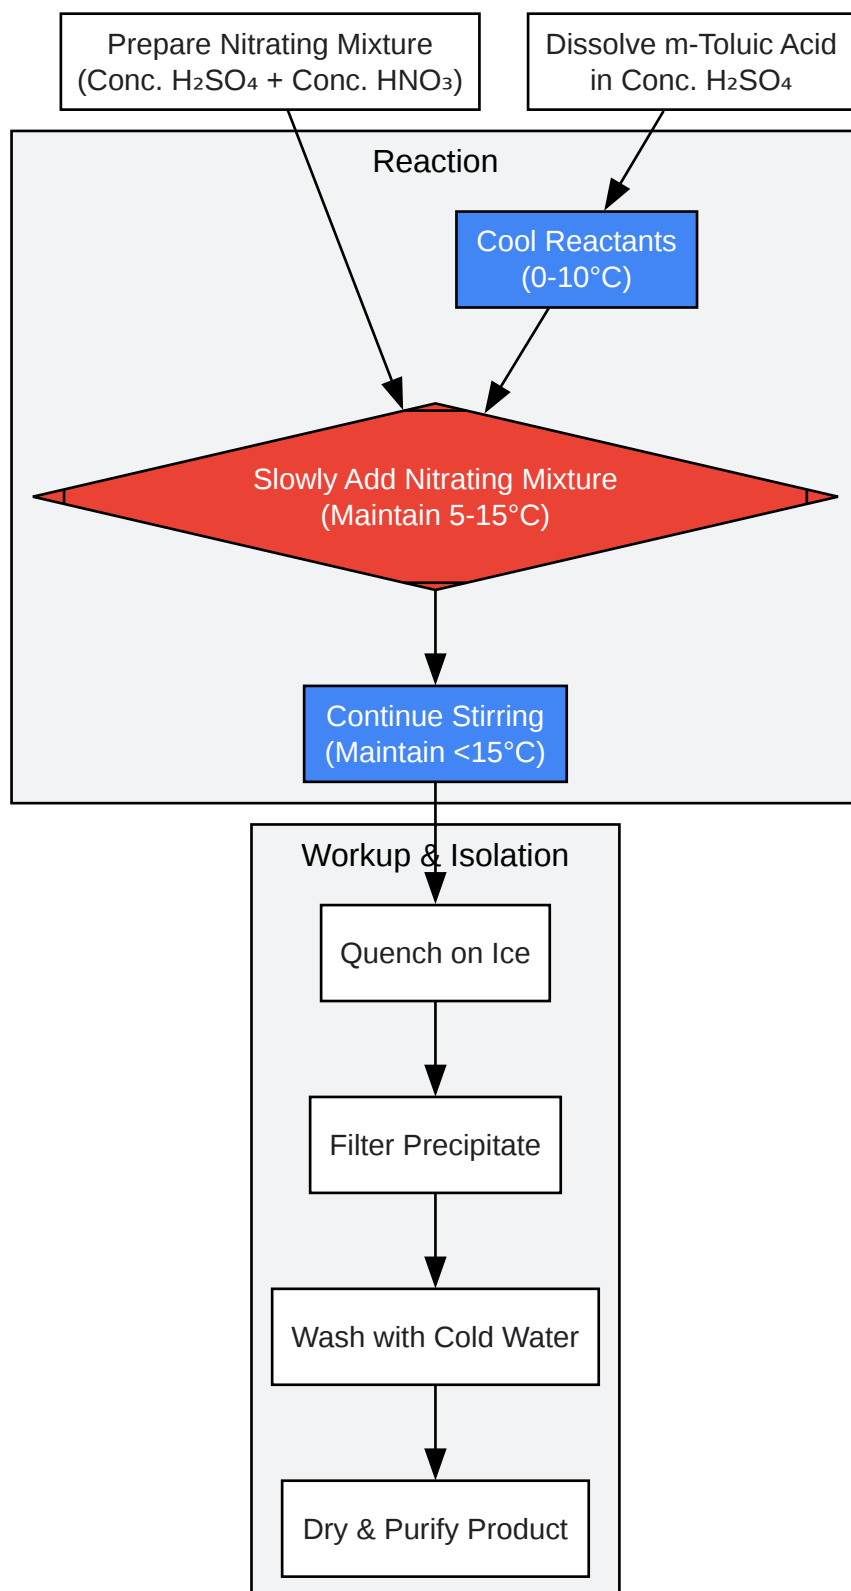 Prepare Nitrating Mixture
(Conc. H₂SO₄ + Conc. HNO₃)
Dissolve m-Toluic Acid
in Conc. H₂SO₄
Reaction
Cool Reactants
(0-10°C)
Slowly Add Nitrating Mixture
(Maintain 5-15°C)
Continue Stirring
(Maintain <15°C)
Workup & Isolation
Quench on Ice
Filter Precipitate
Wash with Cold Water
Dry & Purify Product